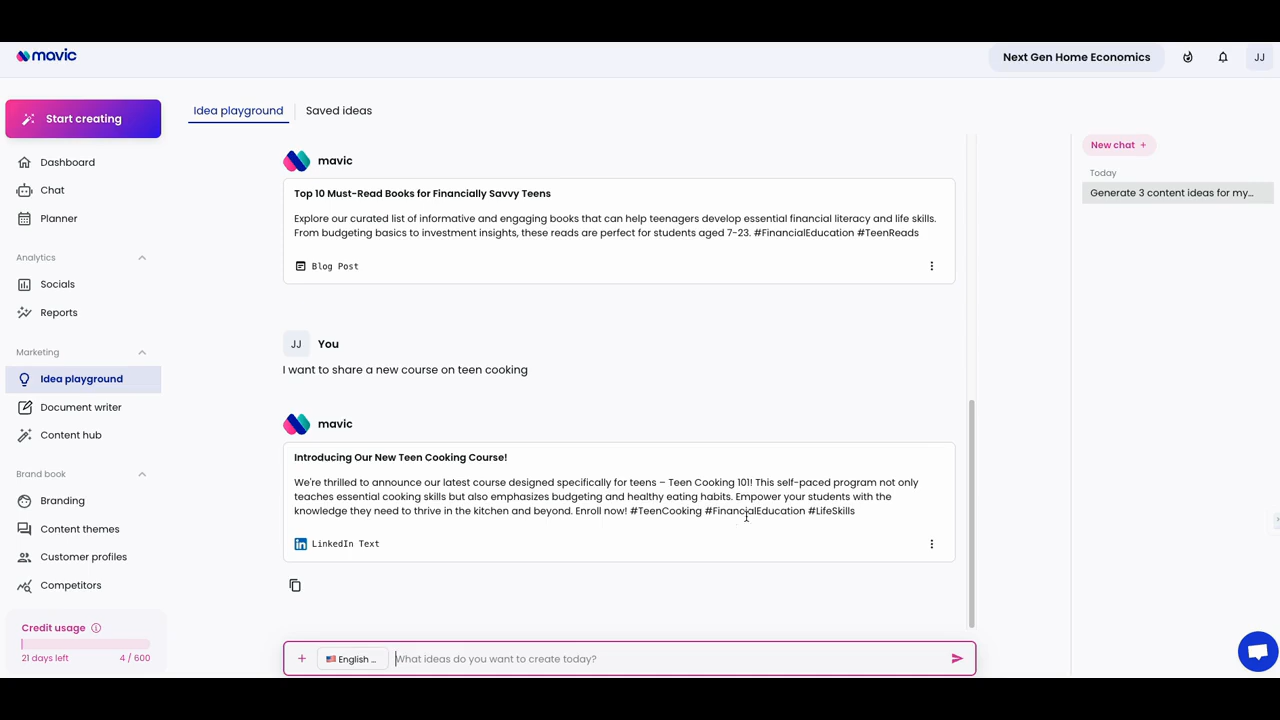 mavic
Next Gen Home Economics
JJ
Start creating
Dashboard
Chat
Planner
Analytics
Socials
Reports
Marketing
Idea playground
Document writer
Content hub
Brand book
Branding
Content themes
Customer profiles
Competitors
Credit usage
21 days left
4 / 600
Idea playground
Saved ideas
mavic
Top 10 Must-Read Books for Financially Savvy Teens
Explore our curated list of informative and engaging books that can help teenagers develop essential financial literacy and life skills.
From budgeting basics to investment insights, these reads are perfect for students aged 7-23. #FinancialEducation #TeenReads
Blog Post
JJ
You
I want to share a new course on teen cooking
mavic
Introducing Our New Teen Cooking Course!
We're thrilled to announce our latest course designed specifically for teens – Teen Cooking 101! This self-paced program not only
teaches essential cooking skills but also emphasizes budgeting and healthy eating habits. Empower your students with the
knowledge they need to thrive in the kitchen and beyond. Enroll now! #TeenCooking #FinancialEducation #LifeSkills
in
LinkedIn Text
+
English ...
What ideas do you want to create today?
New chat +
Today
Generate 3 content ideas for my...